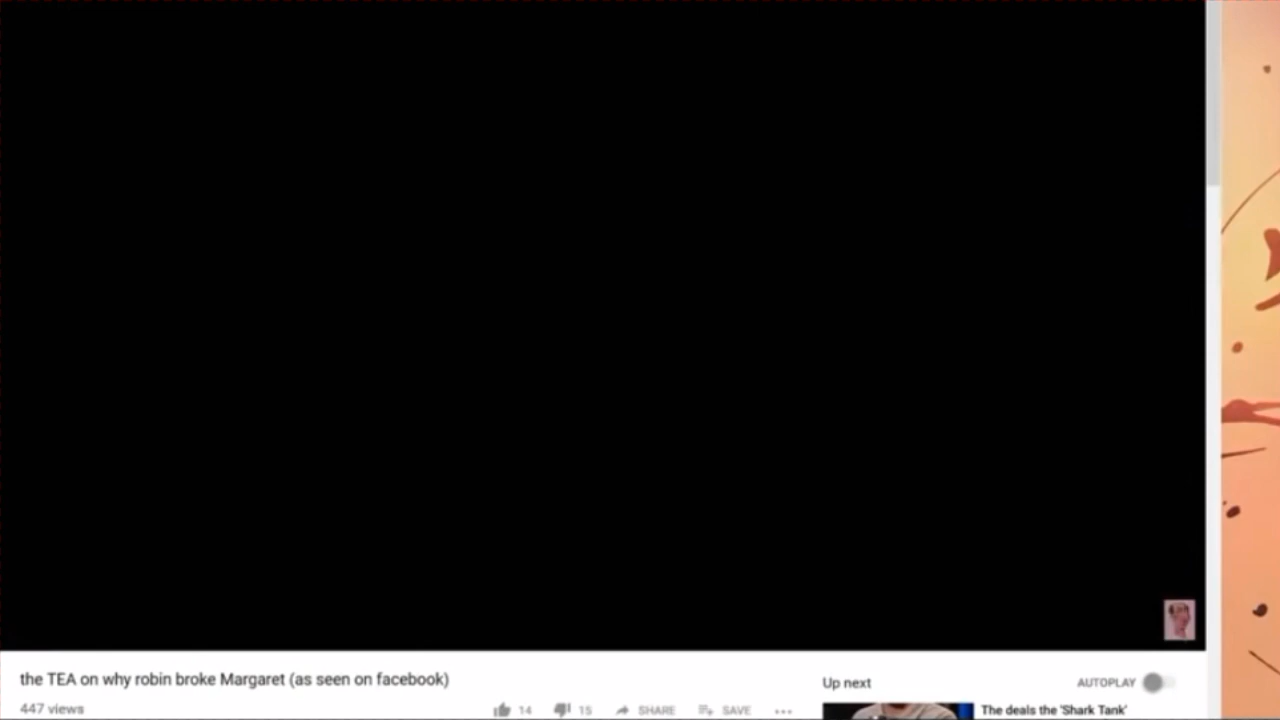 the TEA on why robin broke Margaret (as seen on facebook)
447 views
14
15
SHARE
SAVE
Up next
AUTOPLAY
The deals the 'Shark Tank'